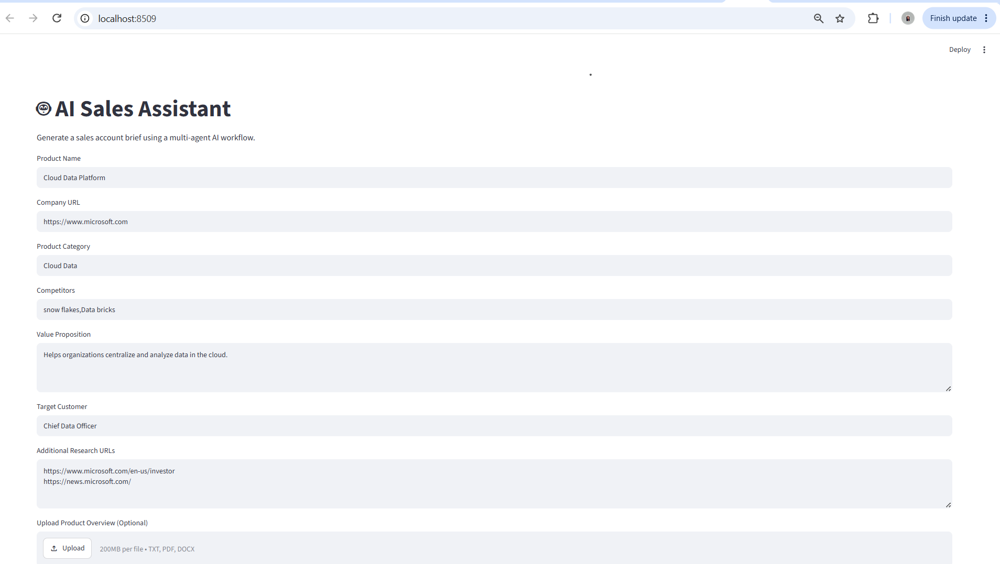 localhost:8509
Finish update
Deploy
AI Sales Assistant
Generate a sales account brief using a multi-agent AI workflow.
Product Name
Cloud Data Platform
Company URL
https://www.microsoft.com
Product Category
Cloud Data
Competitors
snow flakes,Data bricks
Value Proposition
Helps organizations centralize and analyze data in the cloud.
Target Customer
Chief Data Officer
Additional Research URLs
https://www.microsoft.com/en-us/investor
https://news.microsoft.com/
Upload Product Overview (Optional)
Upload 200MB per file • TXT, PDF, DOCX